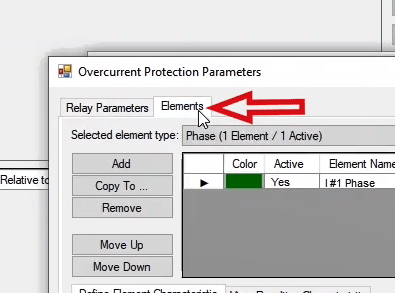 Overcurrent Protection Parameters
Relay Parameters Elements
Selected element type: Phase (1 Element / 1 Active)
Add
Color Active Element Name
Copy To ...
Yes I #1 Phase
Relative to
Remove
Move Up
Move Down
Define Element Characteristic